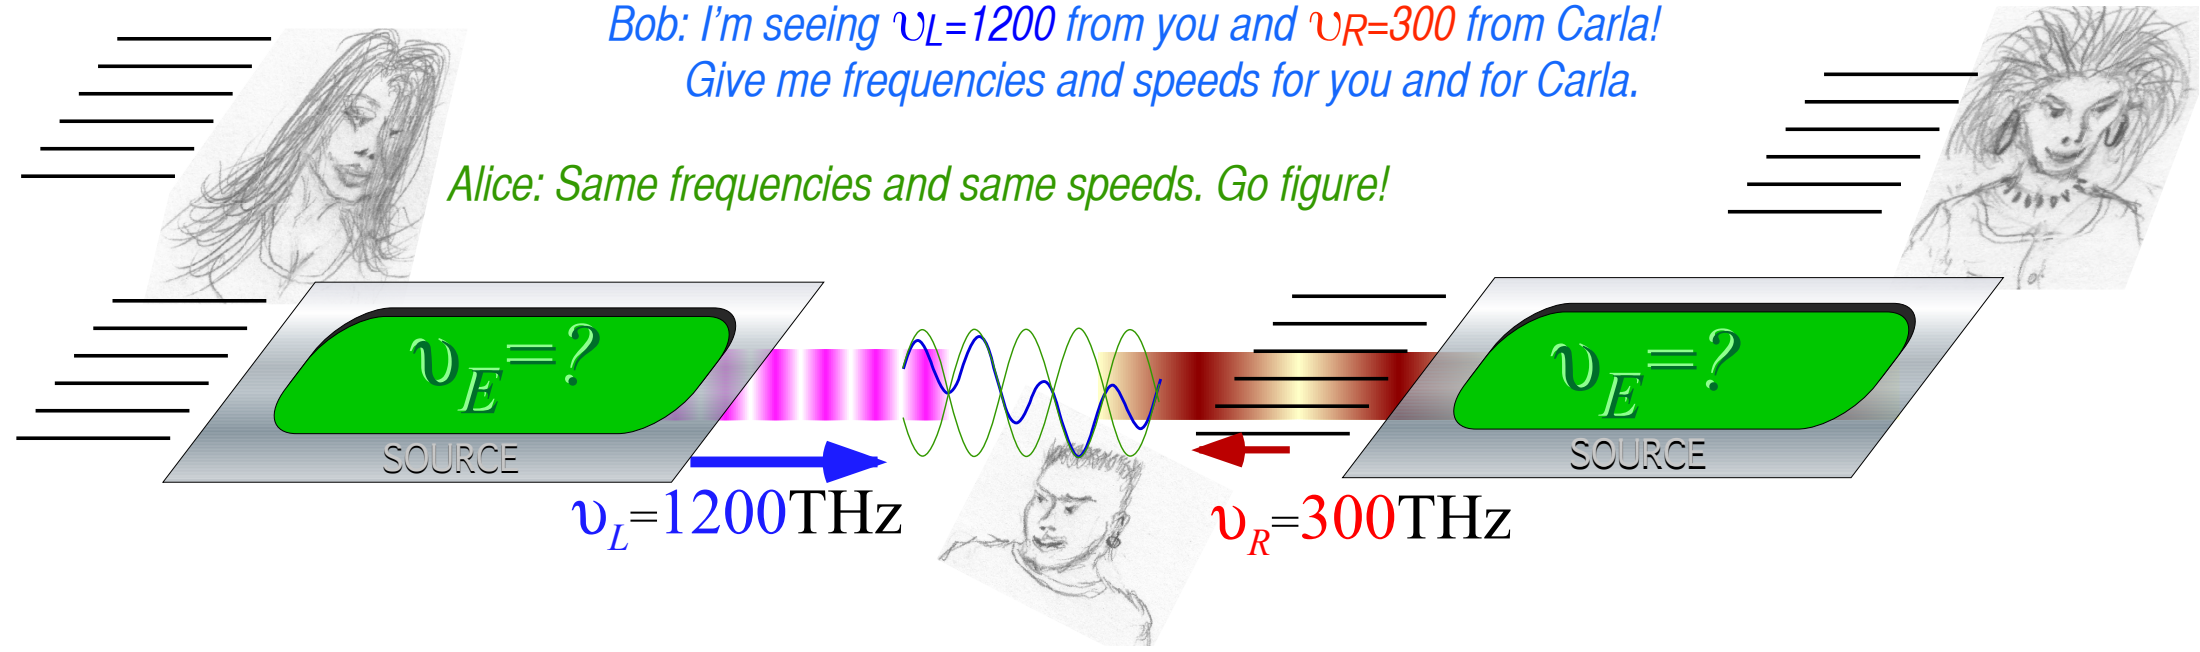 Bob: I'm seeing υL=1200 from you and υR=300 from Carla!
Give me frequencies and speeds for you and for Carla.
Alice: Same frequencies and same speeds. Go figure!
υE=?
υE=?
SOURCE
SOURCE
υL=1200THz
υR=300THz